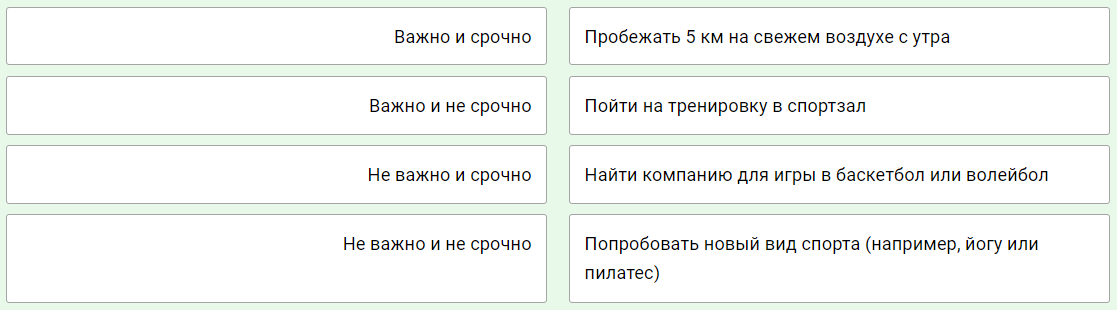 Важно и срочно
Пробежать 5 км на свежем воздухе с утра
Важно и не срочно
Пойти на тренировку в спортзал
Не важно и срочно
Найти компанию для игры в баскетбол или волейбол
Не важно и не срочно
Попробовать новый вид спорта (например, йогу или
пилатес)